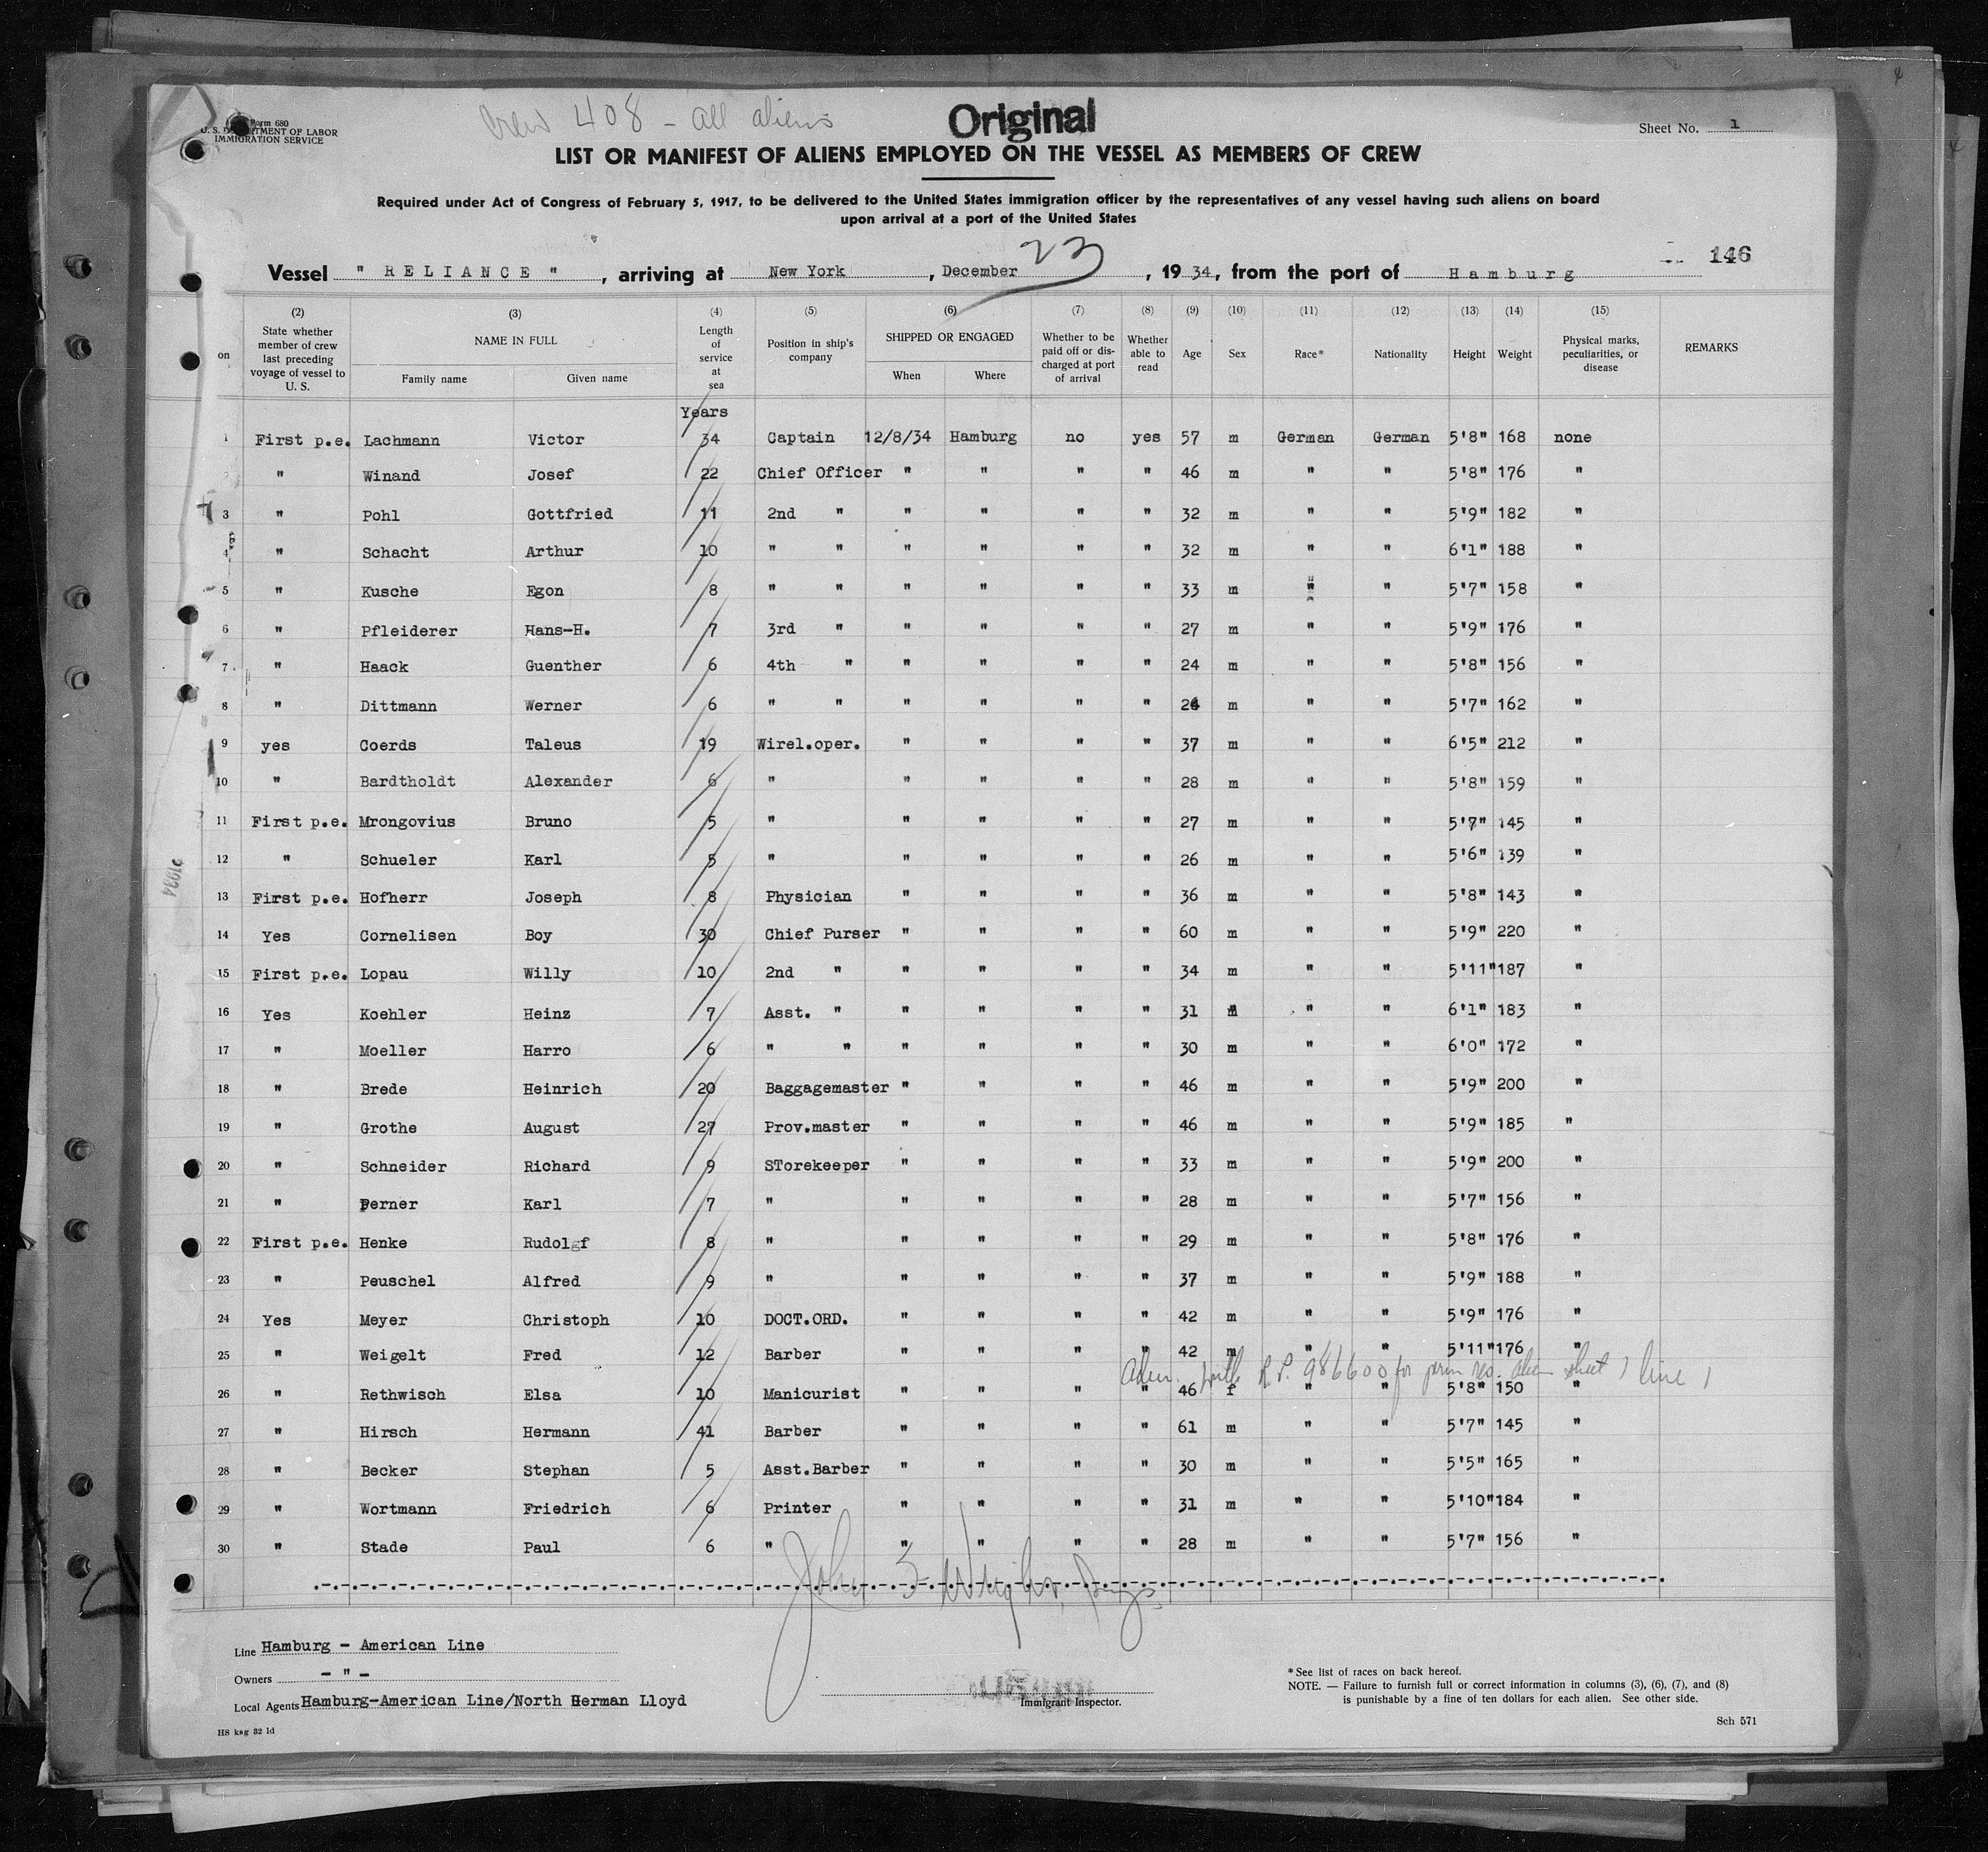 Crew 408 - all aliens
Original
Form 680
U. S. DEPARTMENT OF LABOR
IMMIGRATION SERVICE
Sheet No. 1
LIST OR MANIFEST OF ALIENS EMPLOYED ON THE VESSEL AS MEMBERS OF CREW
Required under Act of Congress of February 5, 1917, to be delivered to the United States immigration officer by the representatives of any vessel having such aliens on board
upon arrival at a port of the United States
146
Vessel " RELIANCE ", arriving at New York, December 23, 1934, from the port of Hamburg
on (2) State whether member of crew last preceding voyage of vessel to U. S. (3) NAME IN FULL Family name Given name (4) Length of service at sea (5) Position in ship's company (6) SHIPPED OR ENGAGED When Where (7) Whether to be paid off or discharged at port of arrival (8) Whether able to read (9) Age (10) Sex (11) Race* (12) Nationality (13) Height (14) Weight (15) Physical marks, peculiarities, or disease REMARKS
Years
1 First p.e. Lachmann Victor 34 Captain 12/8/34 Hamburg no yes 57 m German German 5'8" 168 none
" Winand Josef 22 Chief Officer " " " " 46 m " " 5'8" 176 "
3 " Pohl Gottfried 11 2nd " " " " " 32 m " " 5'9" 182 "
4 " Schacht Arthur 10 " " " " " " 32 m " " 6'1" 188 "
5 " Kusche Egon 8 " " " " " " 33 m " " 5'7" 158 "
6 " Pfleiderer Hans-H. 7 3rd " " " " " 27 m " " 5'9" 176 "
7 " Haack Guenther 6 4th " " " " " 24 m " " 5'8" 156 "
8 " Dittmann Werner 6 " " " " " " 24 m " " 5'7" 162 "
9 yes Coerds Taleus 19 Wirel.oper. " " " " 37 m " " 6'5" 212 "
10 " Bardtholdt Alexander 6 " " " " " 28 m " " 5'8" 159 "
11 First p.e. Mrongovius Bruno 5 " " " " " 27 m " " 5'7" 145 "
12 " Schueler Karl 5 " " " " " 26 m " " 5'6" 139 "
13 First p.e. Hofherr Joseph 8 Physician " " " " 36 m " " 5'8" 143 "
14 Yes Cornelisen Boy 30 Chief Purser " " " " 60 m " " 5'9" 220 "
15 First p.e. Lopau Willy 10 2nd " " " " " 34 m " " 5'11" 187 "
16 Yes Koehler Heinz 7 Asst. " " " " " 31 m " " 6'1" 183 "
17 " Moeller Harro 6 " " " " " " 30 m " " 6'0" 172 "
18 " Brede Heinrich 20 Baggagemaster " " " " 46 m " " 5'9" 200 "
19 " Grothe August 27 Prov.master " " " " 46 m " " 5'9" 185 "
20 " Schneider Richard 9 STorekeeper " " " " 33 m " " 5'9" 200 "
21 " Perner Karl 7 " " " " " 28 m " " 5'7" 156 "
22 First p.e. Henke Rudolgf 8 " " " " " 29 m " " 5'8" 176 "
23 " Peuschel Alfred 9 " " " " " 37 m " " 5'9" 188 "
24 Yes Meyer Christoph 10 DOCT.ORD. " " " " 42 m " " 5'9" 176 "
25 " Weigelt Fred 12 Barber " " " " 42 m " " 5'11" 176 "
Adm. with R.P. 986600 for perm res. alien sheet 1 line 1
26 " Rethwisch Elsa 10 Manicurist " " " " 46 f " " 5'8" 150 "
27 " Hirsch Hermann 41 Barber " " " " 61 m " " 5'7" 145 "
28 " Becker Stephan 5 Asst.Barber " " " " 30 m " " 5'5" 165 "
29 " Wortmann Friedrich 6 Printer " " " " 31 m " " 5'10" 184 "
30 " Stade Paul 6 " " " " " 28 m " " 5'7" 156 "
Line Hamburg - American Line
Owners - " -
Local Agents Hamburg-American Line/North German Lloyd
Immigrant Inspector.
*See list of races on back hereof.
NOTE. — Failure to furnish full or correct information in columns (3), (6), (7), and (8)
is punishable by a fine of ten dollars for each alien. See other side.
HS kag 32 ld
Sch 571